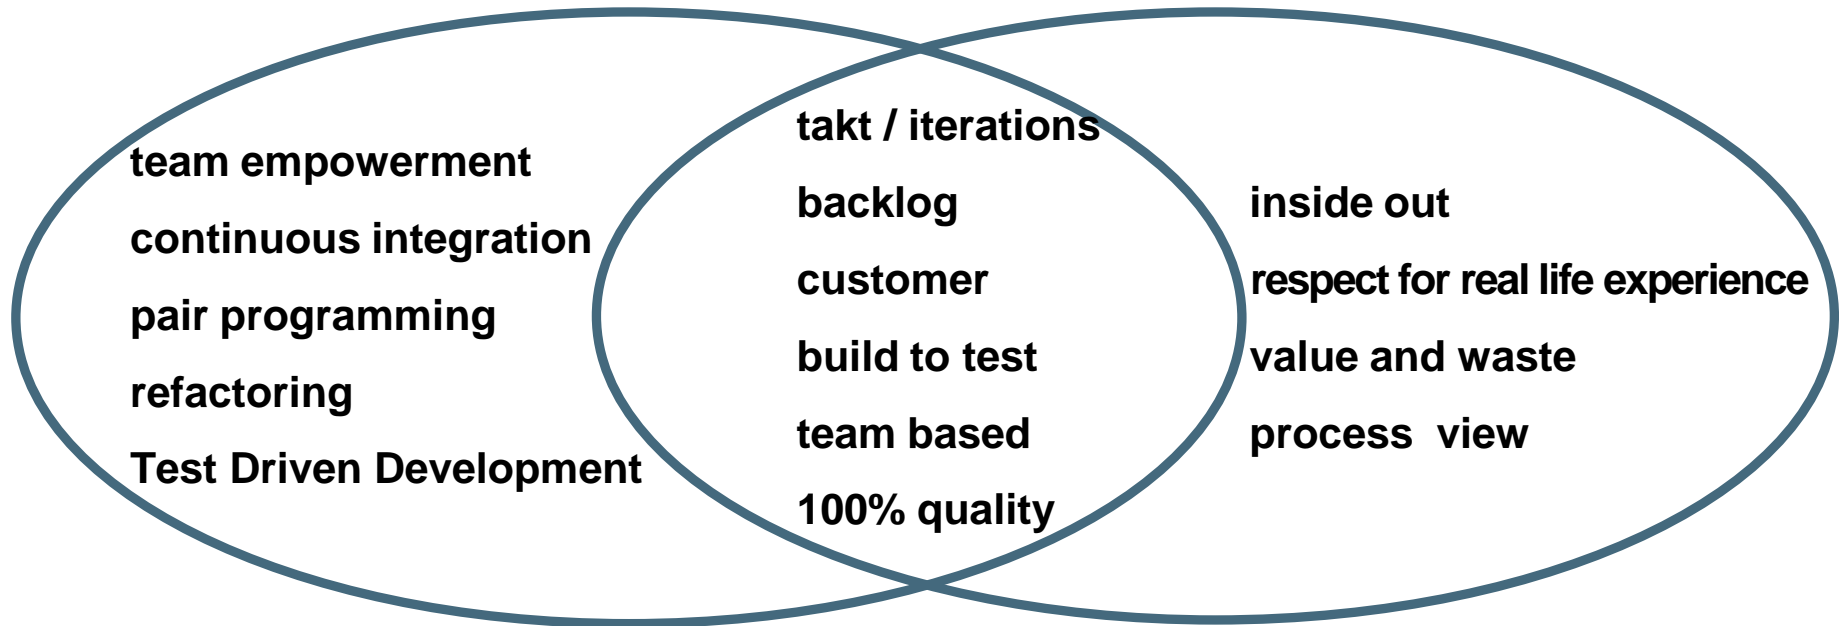 team empowerment
continuous integration
pair programming
refactoring
Test Driven Development
takt / iterations
backlog
customer
build to test
team based
100% quality
inside out
respect for real life experience
value and waste
process view